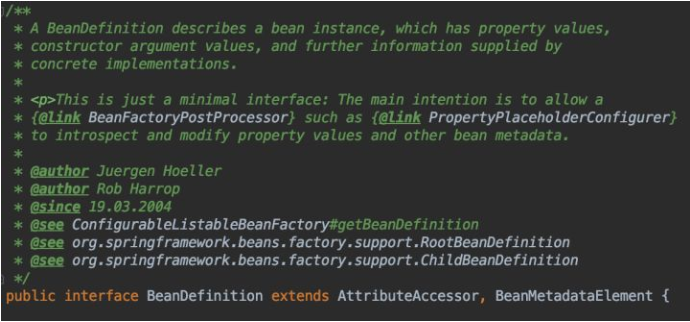 /**
* A BeanDefinition describes a bean instance, which has property values,
* constructor argument values, and further information supplied by
* concrete implementations.
*
* <p>This is just a minimal interface: The main intention is to allow a
* {@link BeanFactoryPostProcessor} such as {@link PropertyPlaceholderConfigurer}
* to introspect and modify property values and other bean metadata.
*
* @author Juergen Hoeller
* @author Rob Harrop
* @since 19.03.2004
* @see ConfigurableListableBeanFactory#getBeanDefinition
* @see org.springframework.beans.factory.support.RootBeanDefinition
* @see org.springframework.beans.factory.support.ChildBeanDefinition
*/
public interface BeanDefinition extends AttributeAccessor, BeanMetadataElement {